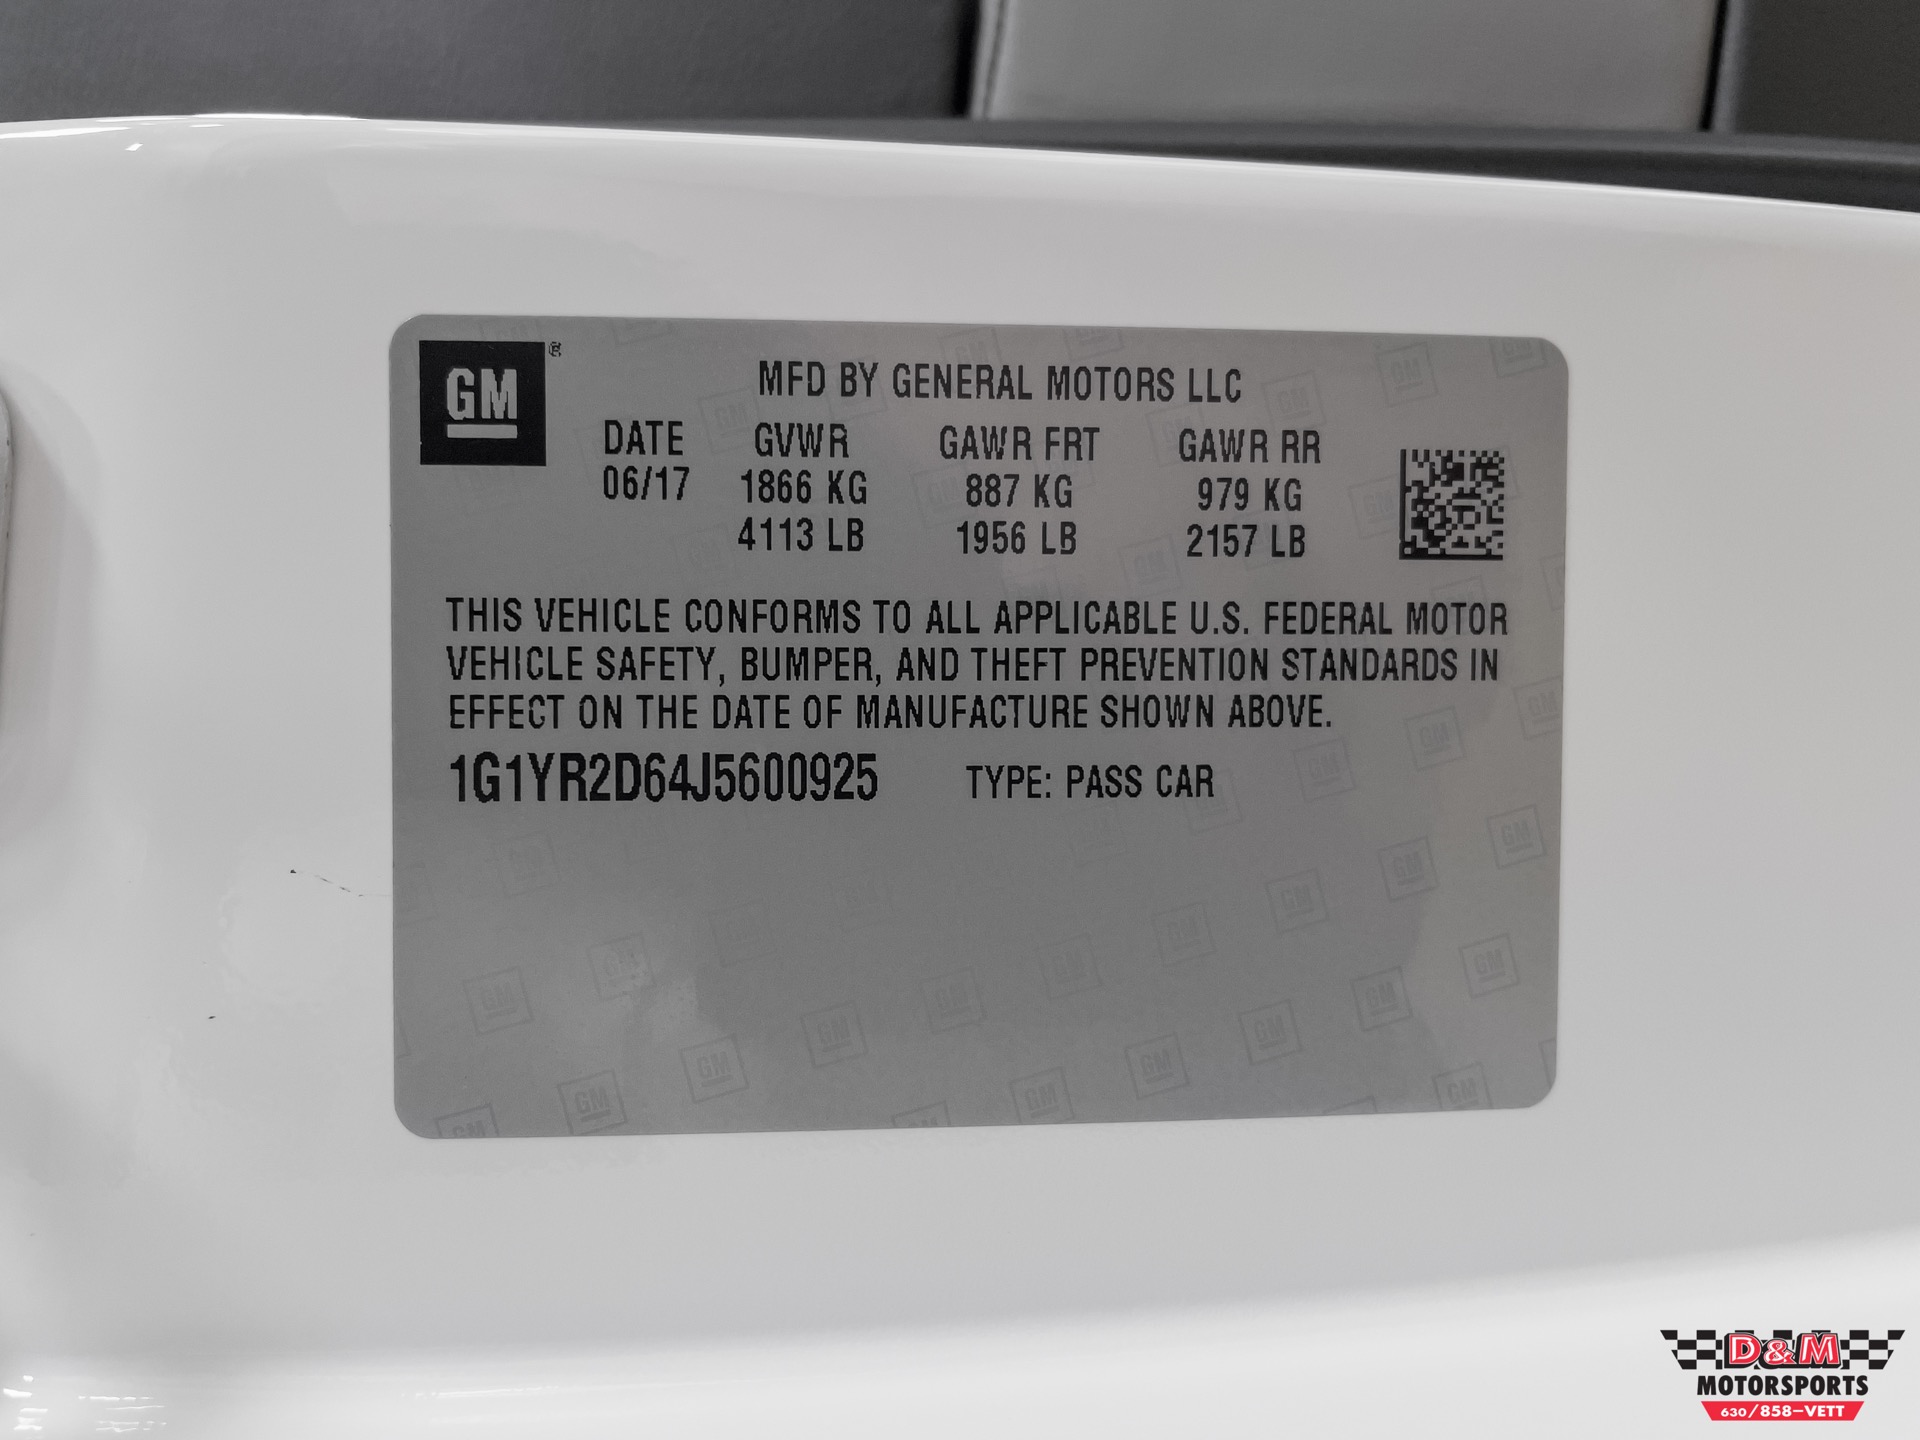 GM
MFD BY GENERAL MOTORS LLC
DATE GVWR GAWR FRT GAWR RR
06/17 1866 KG 887 KG 979 KG
4113 LB 1956 LB 2157 LB
THIS VEHICLE CONFORMS TO ALL APPLICABLE U.S. FEDERAL MOTOR
VEHICLE SAFETY, BUMPER, AND THEFT PREVENTION STANDARDS IN
EFFECT ON THE DATE OF MANUFACTURE SHOWN ABOVE.
1G1YR2D64J5600925 TYPE: PASS CAR
D&M
MOTORSPORTS
630/858-VETT